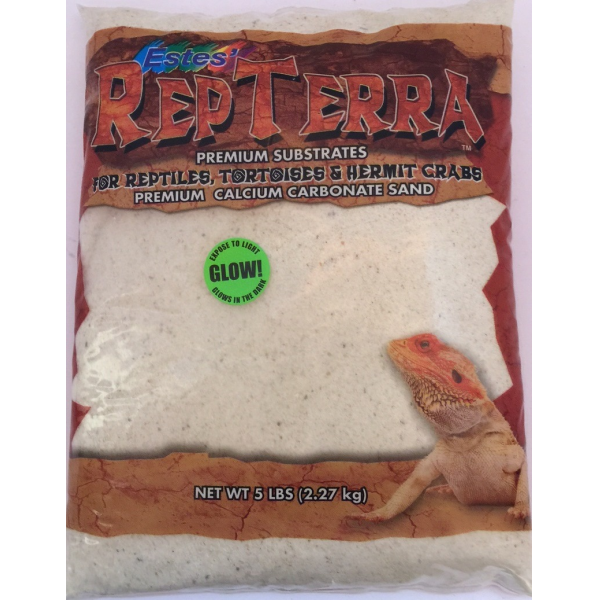 Estes'
REPTERRA™
PREMIUM SUBSTRATES
FOR REPTILES, TORTOISES & HERMIT CRABS
PREMIUM CALCIUM CARBONATE SAND
EXPOSE TO LIGHT
GLOW!
GLOWS IN THE DARK
NET WT 5 LBS (2.27 kg)